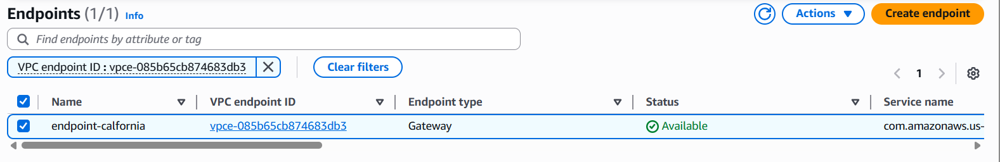 Endpoints (1/1) Info
Actions
Create endpoint
Find endpoints by attribute or tag
VPC endpoint ID : vpce-085b65cb874683db3
Clear filters
1
Name VPC endpoint ID Endpoint type Status Service name
endpoint-calfornia vpce-085b65cb874683db3 Gateway Available com.amazonaws.us-